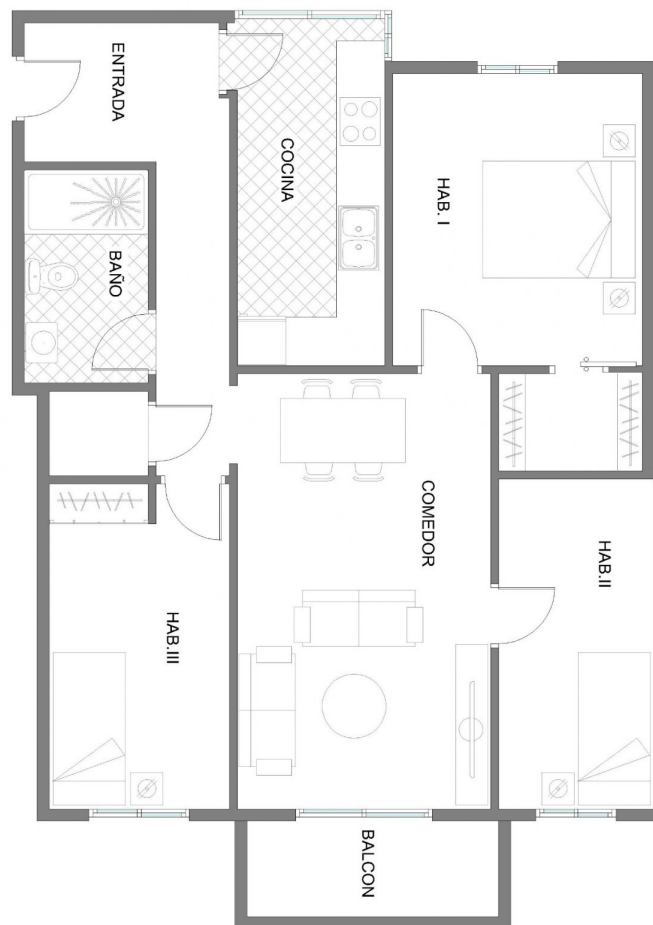 ENTRADA
COCINA
BAÑO
HAB. I
COMEDOR
HAB.II
HAB.III
BALCON